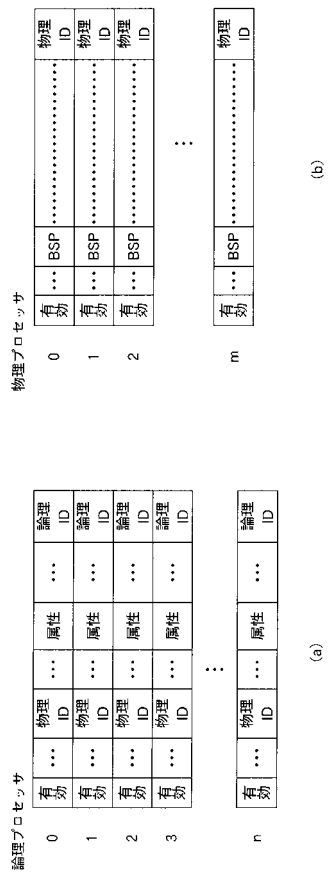 論理プロセッサ
0 有効 … 物理ID … 属性 … 論理ID
1 有効 … 物理ID … 属性 … 論理ID
2 有効 … 物理ID … 属性 … 論理ID
3 有効 … 物理ID … 属性 … 論理ID
⋮
n 有効 … 物理ID … 属性 … 論理ID
(a)
物理プロセッサ
0 有効 … BSP …………………… 物理ID
1 有効 … BSP …………………… 物理ID
2 有効 … BSP …………………… 物理ID
⋮
m 有効 … BSP …………………… 物理ID
(b)